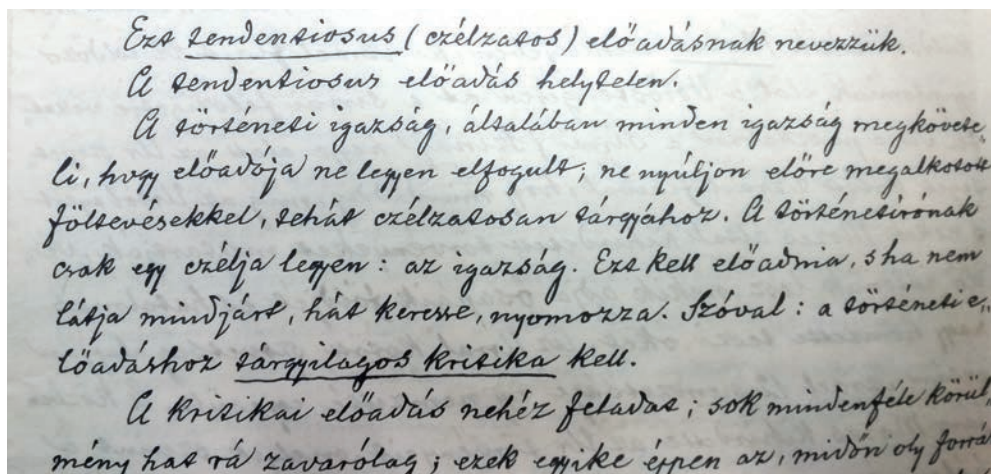 Ezt tendentiosus (czélzatos) előadásnak nevezzük.
A tendentiosus előadás helytelen.
A történeti igazság, általában minden igazság megkövete„
li, hogy előadója ne legyen elfogult; ne nyúljon előre megalkotott
föltevésekkel, tehát czélzatosan tárgyához. A történetírónak
csak egy czélja legyen: az igazság. Ezt kell előadnia, s ha nem
látja mindjárt, hát keresse, nyomozza. Szóval: a történeti e„
lőadáshoz tárgyilagos kritika kell.
A kritikai előadás nehéz feladat; sok mindenféle körül„
mény hat rá zavarólag; ezek egyike éppen az, midőn oly forrá